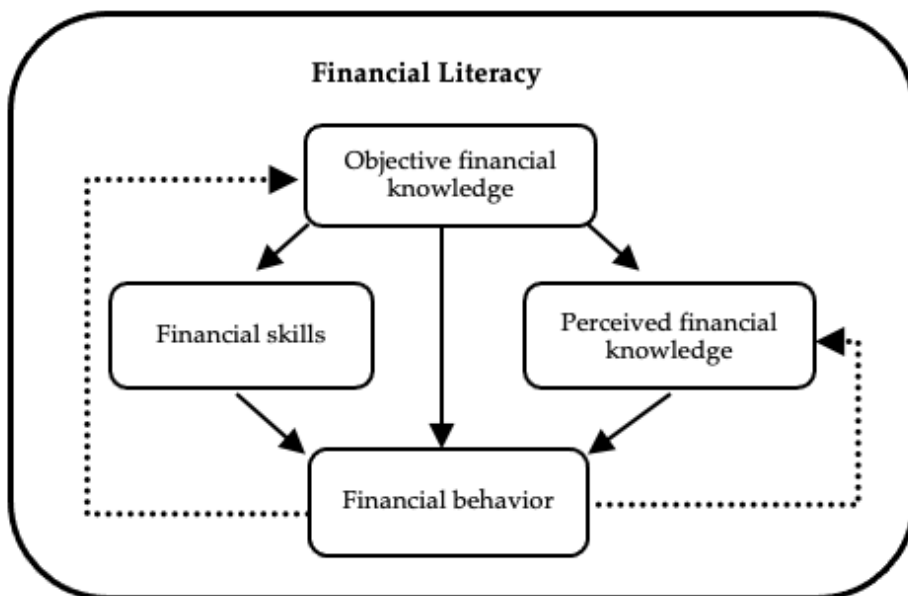 Financial Literacy
Objective financial
knowledge
Financial skills
Perceived financial
knowledge
Financial behavior